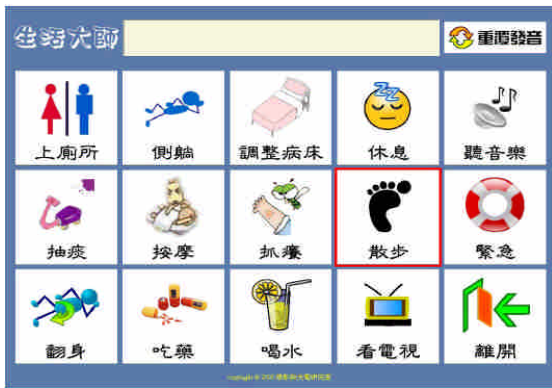 生活大師
重覆發音
上廁所
側躺
調整病床
休息
聽音樂
抽痰
按摩
抓癢
散步
緊急
翻身
吃藥
喝水
看電視
離開